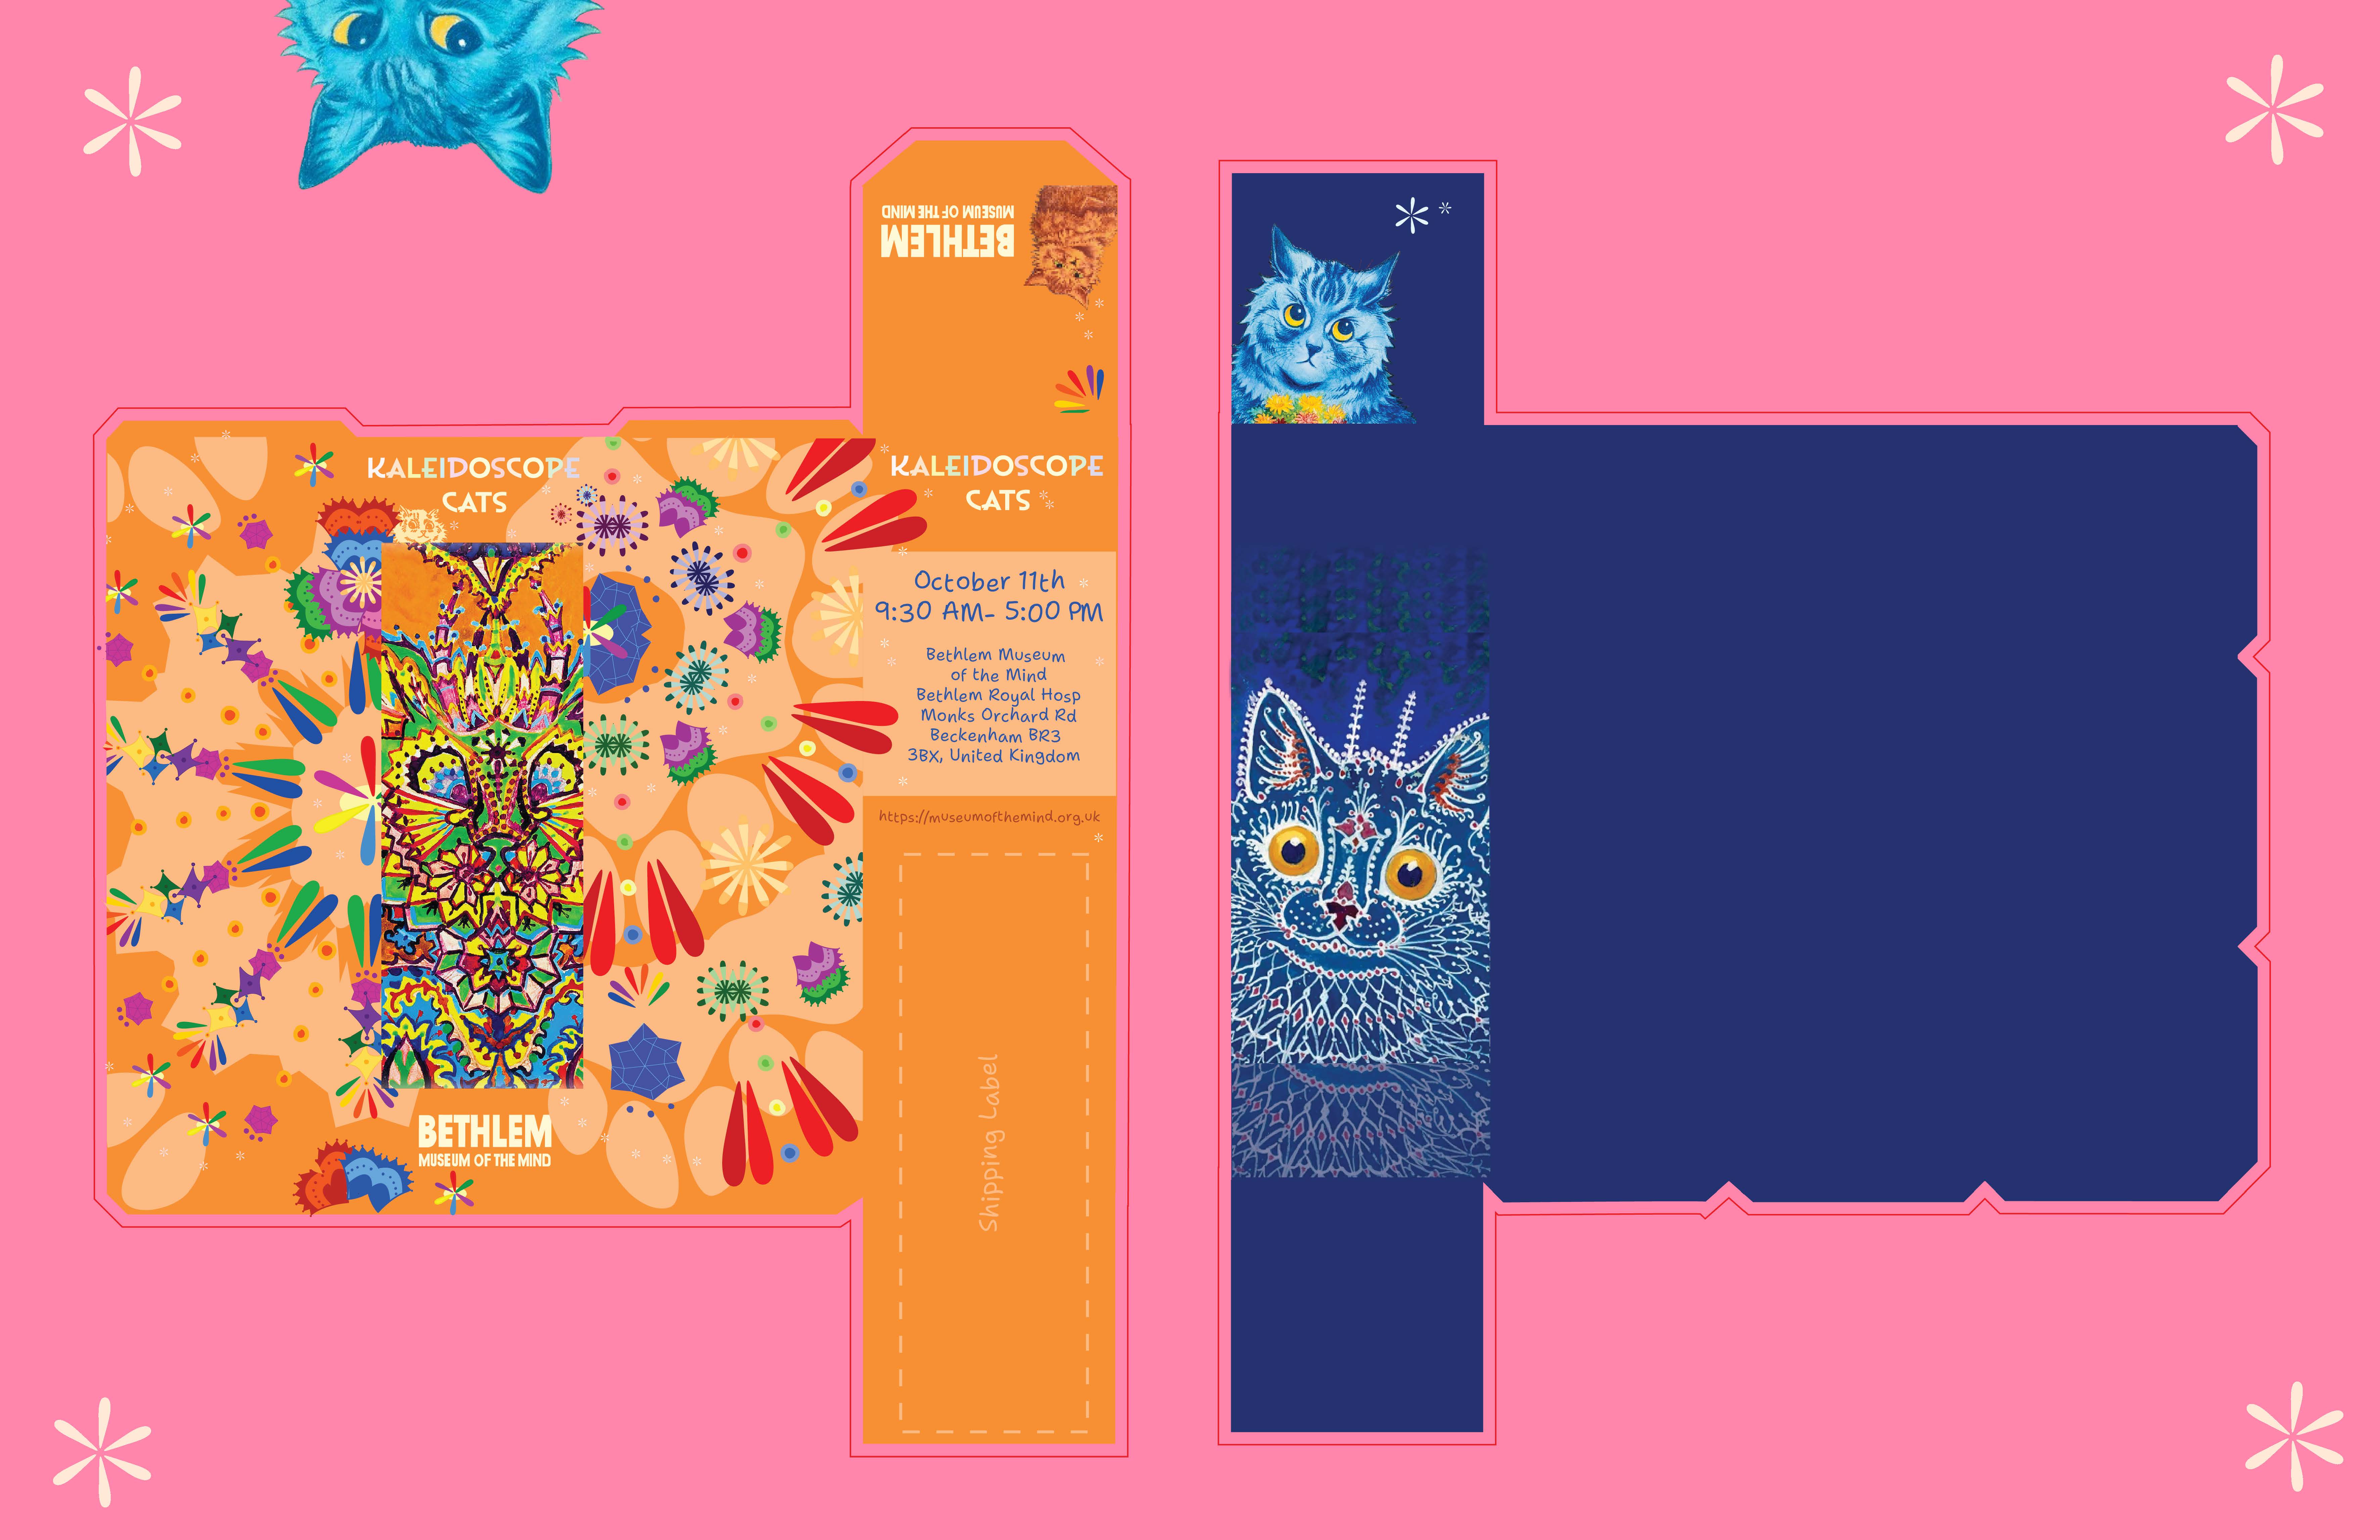 BETHLEM
MUSEUM OF THE MIND
KALEIDOSCOPE
CATS
BETHLEM
MUSEUM OF THE MIND
KALEIDOSCOPE
CATS
October 11th
9:30 AM- 5:00 PM
Bethlem Museum
of the Mind
Bethlem Royal Hosp
Monks Orchard Rd
Beckenham BR3
3BX, United Kingdom
https://museumofthemind.org.uk
Shipping Label